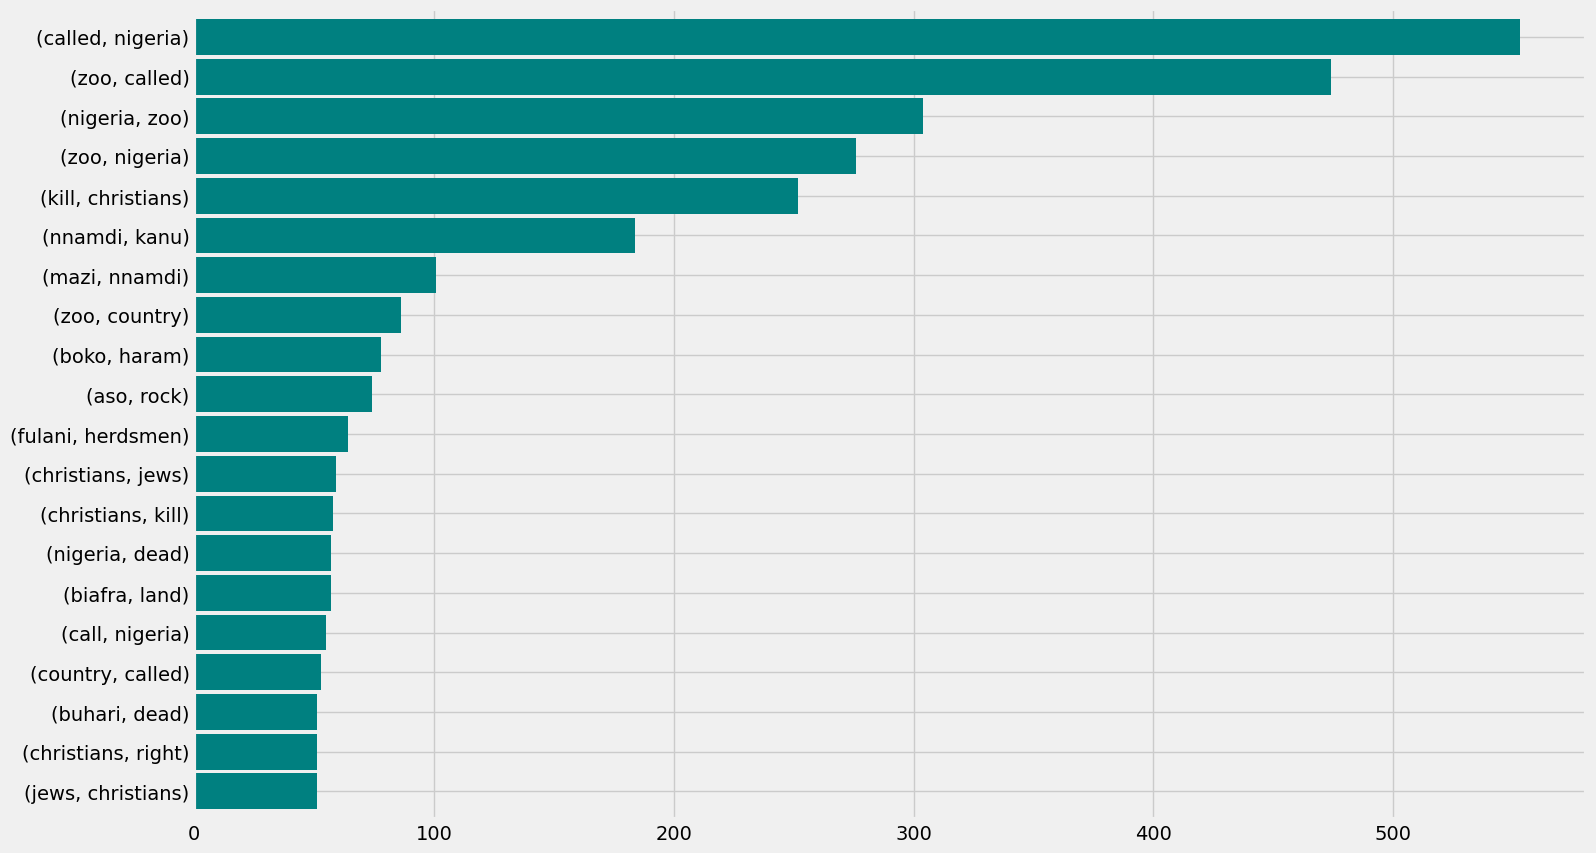 (called, nigeria)
(zoo, called)
(nigeria, zoo)
(zoo, nigeria)
(kill, christians)
(nnamdi, kanu)
(mazi, nnamdi)
(zoo, country)
(boko, haram)
(aso, rock)
(fulani, herdsmen)
(christians, jews)
(christians, kill)
(nigeria, dead)
(biafra, land)
(call, nigeria)
(country, called)
(buhari, dead)
(christians, right)
(jews, christians)
0 100 200 300 400 500